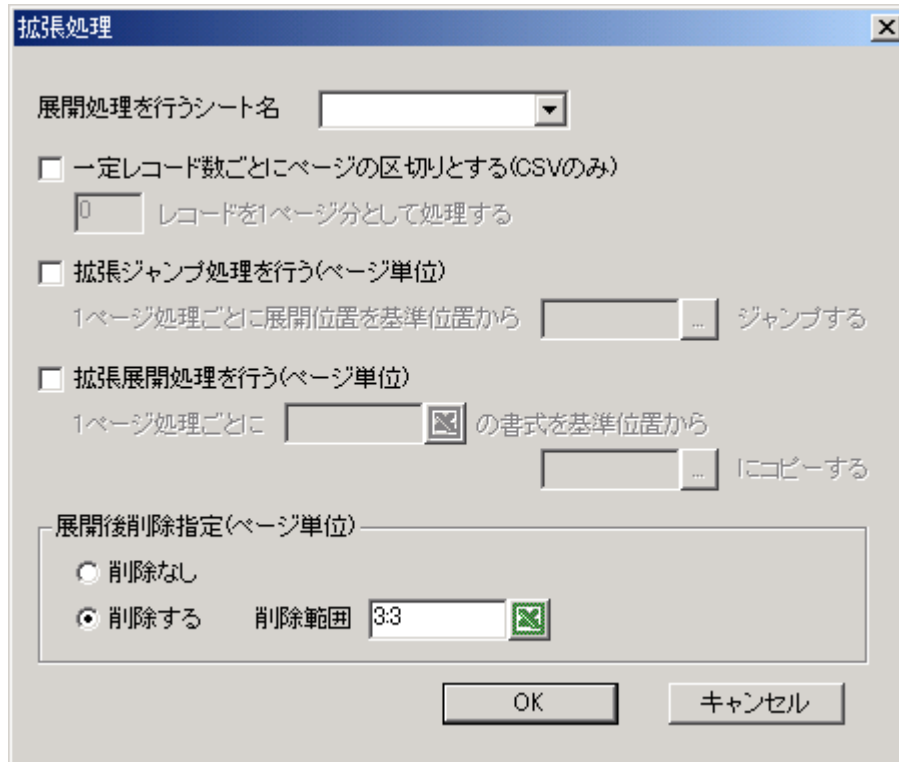 拡張処理
展開処理を行うシート名
一定レコード数ごとにページの区切りとする(CSVのみ)
0 レコードを1ページ分として処理する
拡張ジャンプ処理を行う(ページ単位)
1ページ処理ごとに展開位置を基準位置から ... ジャンプする
拡張展開処理を行う(ページ単位)
1ページ処理ごとに の書式を基準位置から
... にコピーする
展開後削除指定(ページ単位)
削除なし
削除する 削除範囲 3:3
OK キャンセル